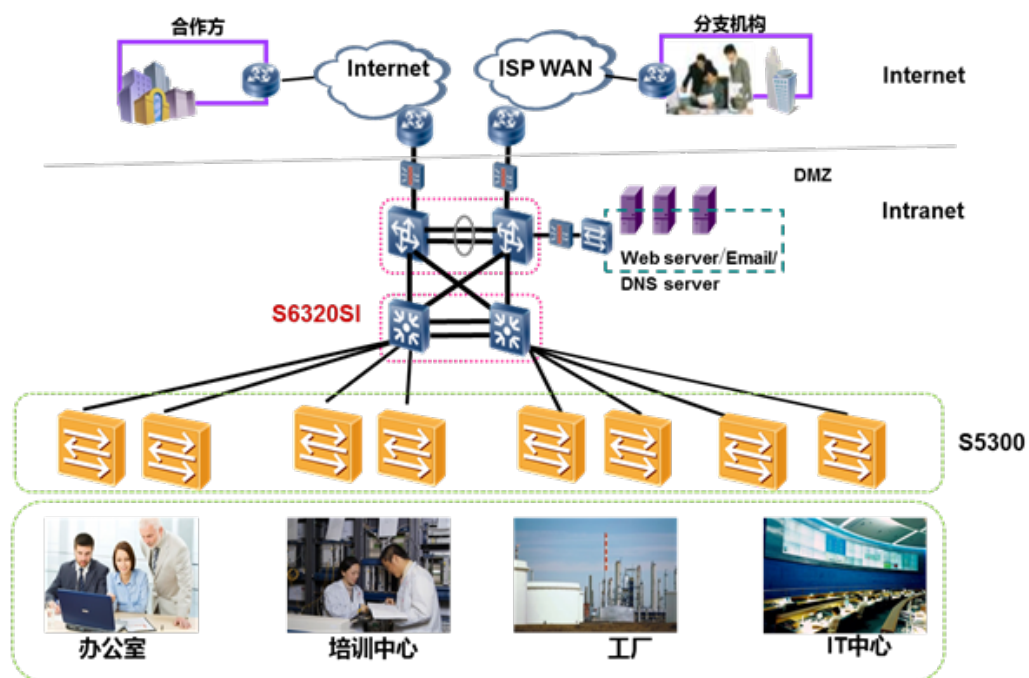 合作方
分支机构
Internet
ISP WAN
Internet
DMZ
Intranet
Web server/Email/
DNS server
S6320SI
S5300
办公室
培训中心
工厂
IT中心